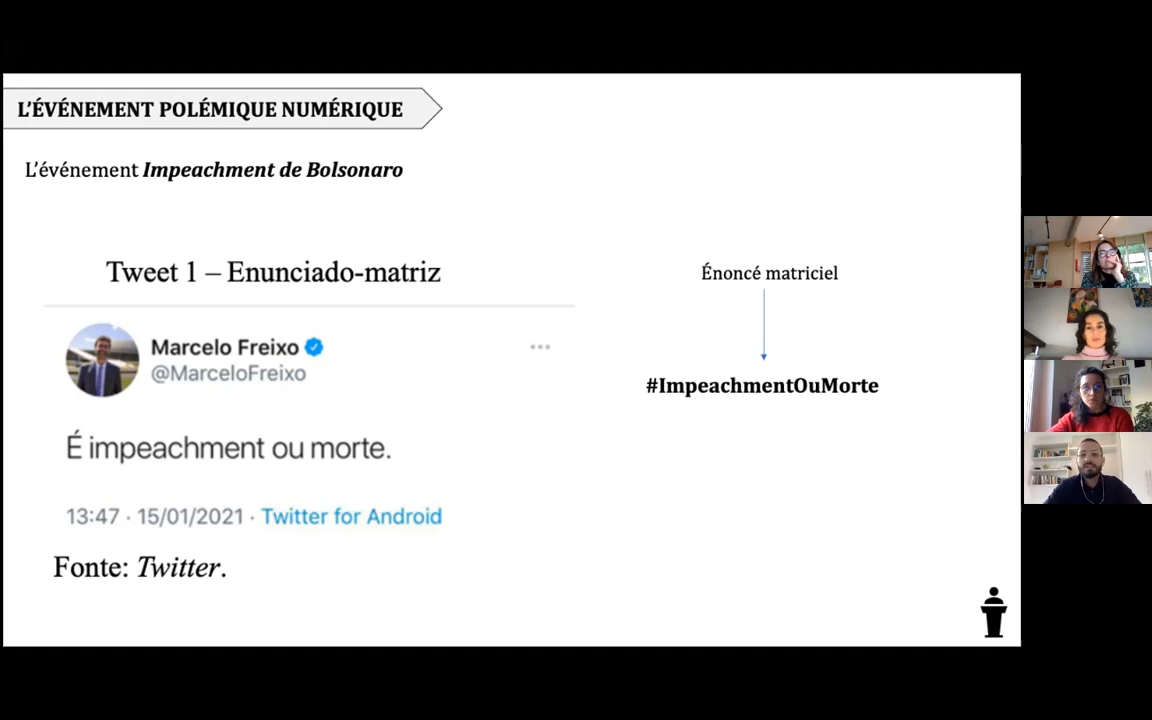 L'ÉVÉNEMENT POLÉMIQUE NUMÉRIQUE
L'événement Impeachment de Bolsonaro
Tweet 1 – Enunciado-matriz
Marcelo Freixo
@MarceloFreixo
É impeachment ou morte.
13:47 · 15/01/2021 · Twitter for Android
Fonte: Twitter.
Énoncé matriciel
#ImpeachmentOuMorte